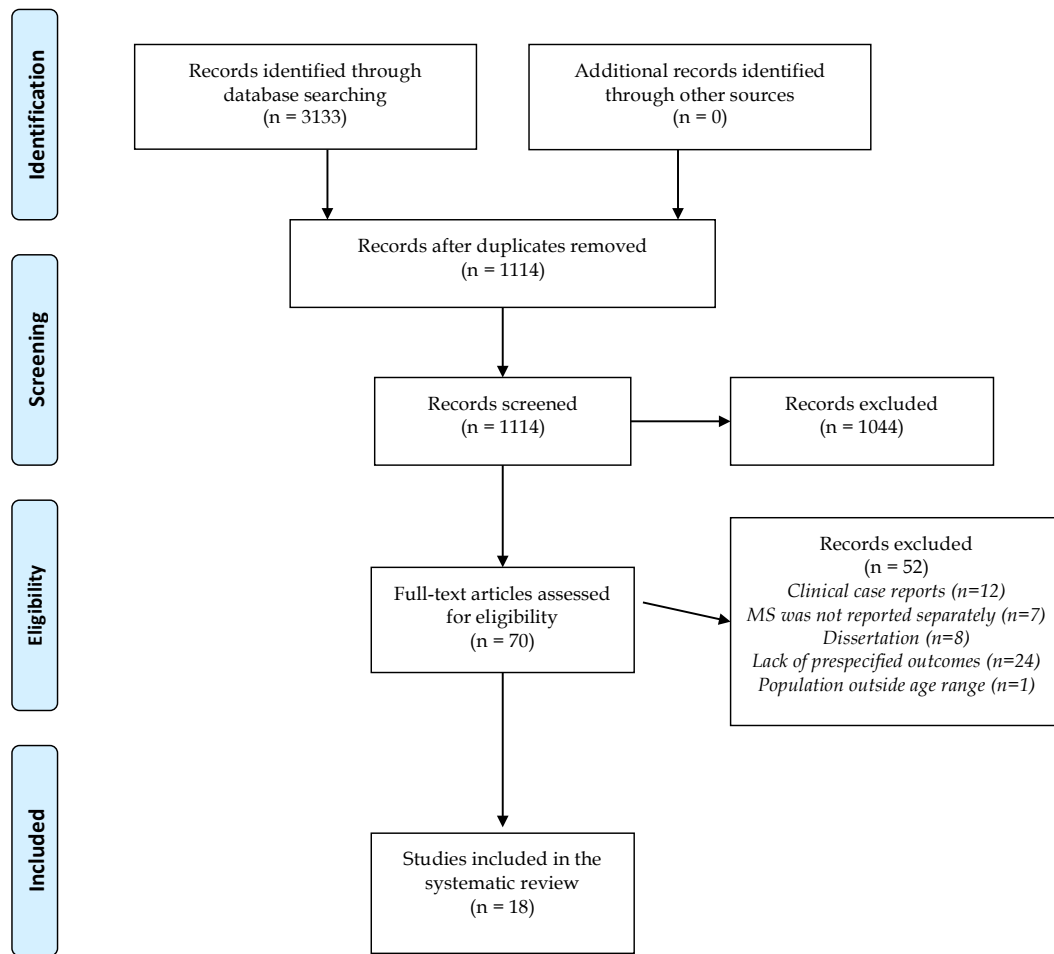 Identification
Records identified through
database searching
(n = 3133)
Additional records identified
through other sources
(n = 0)
Records after duplicates removed
(n = 1114)
Screening
Records screened
(n = 1114)
Records excluded
(n = 1044)
Eligibility
Full-text articles assessed
for eligibility
(n = 70)
Records excluded
(n = 52)
Clinical case reports (n=12)
MS was not reported separately (n=7)
Dissertation (n=8)
Lack of prespecified outcomes (n=24)
Population outside age range (n=1)
Included
Studies included in the
systematic review
(n = 18)